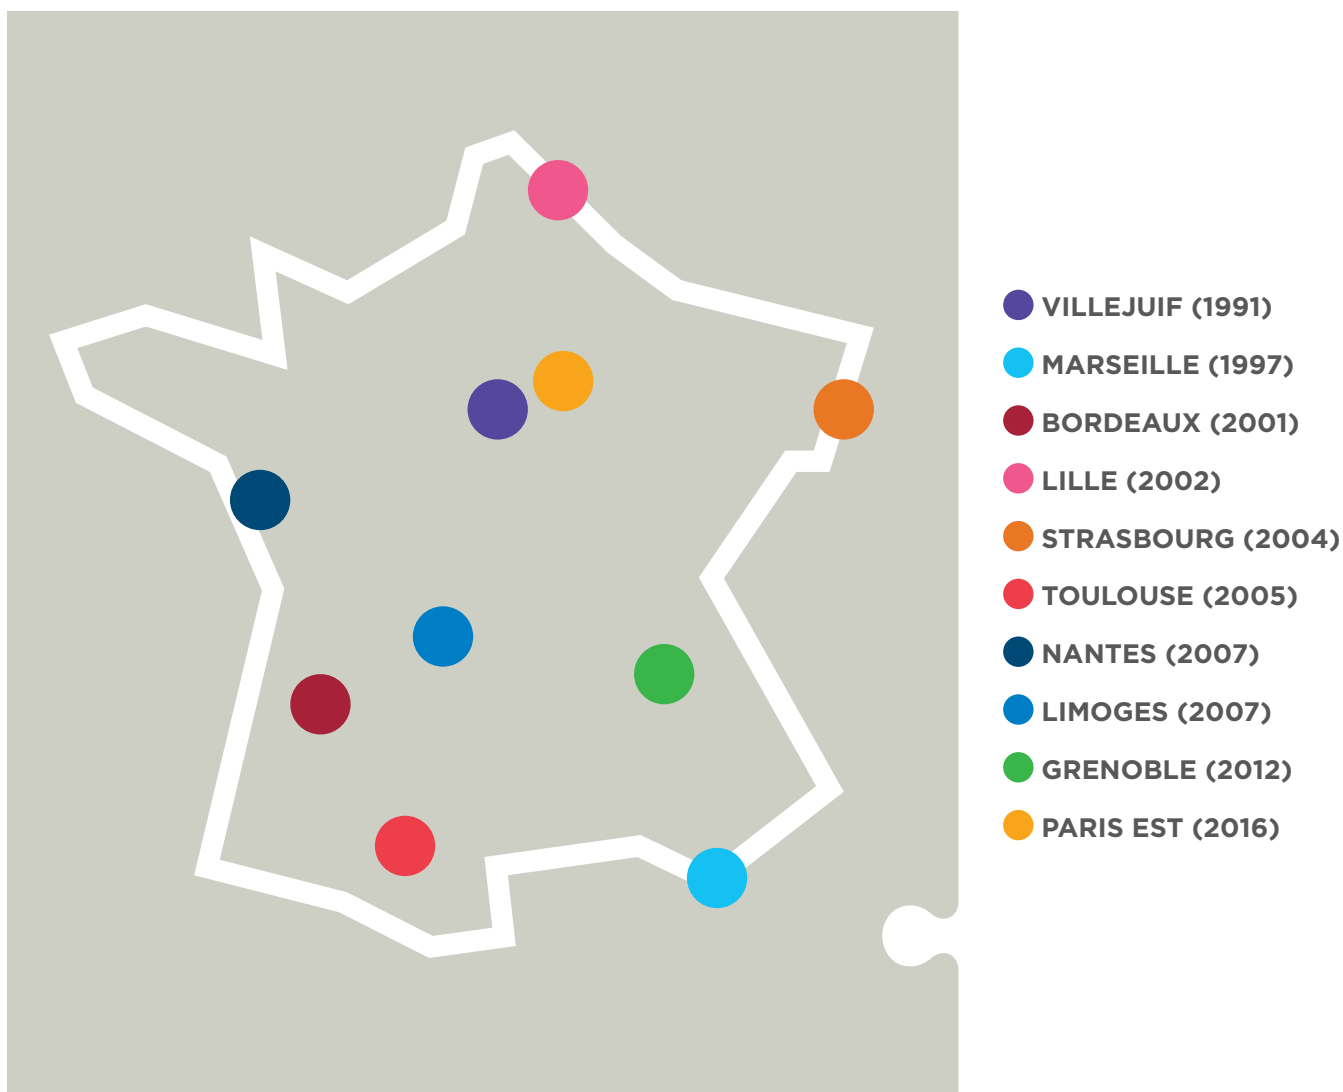 VILLEJUIF (1991)
MARSEILLE (1997)
BORDEAUX (2001)
LILLE (2002)
STRASBOURG (2004)
TOULOUSE (2005)
NANTES (2007)
LIMOGES (2007)
GRENOBLE (2012)
PARIS EST (2016)